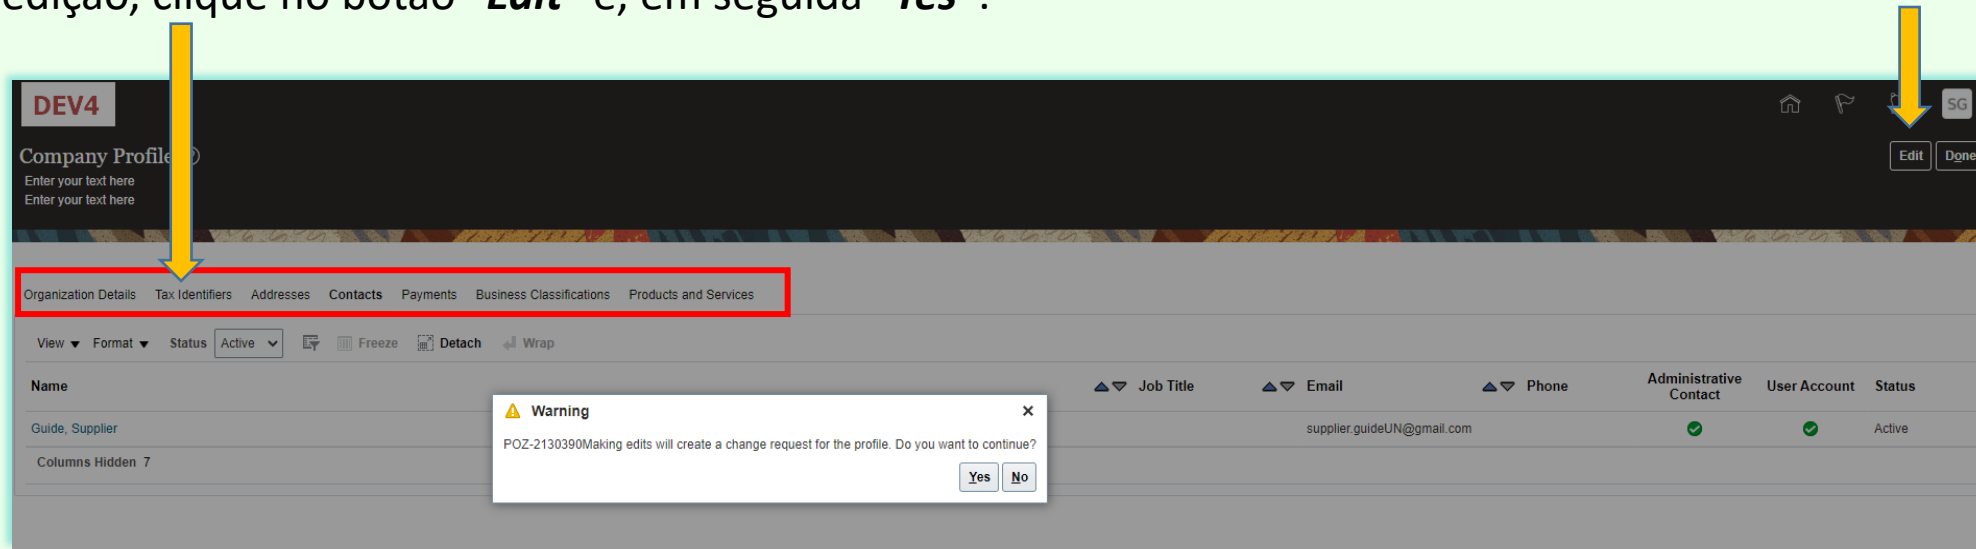 edição, clique no botão "Edit" e, em seguida "Yes".
DEV4
SG
Company Profile
Edit Done
Enter your text here
Enter your text here
Organization Details Tax Identifiers Addresses Contacts Payments Business Classifications Products and Services
View Format Status Active Freeze Detach Wrap
Name Job Title Email Phone Administrative Contact User Account Status
Guide, Supplier supplier.guideUN@gmail.com Active
Columns Hidden 7
Warning
POZ-2130390Making edits will create a change request for the profile. Do you want to continue?
Yes No